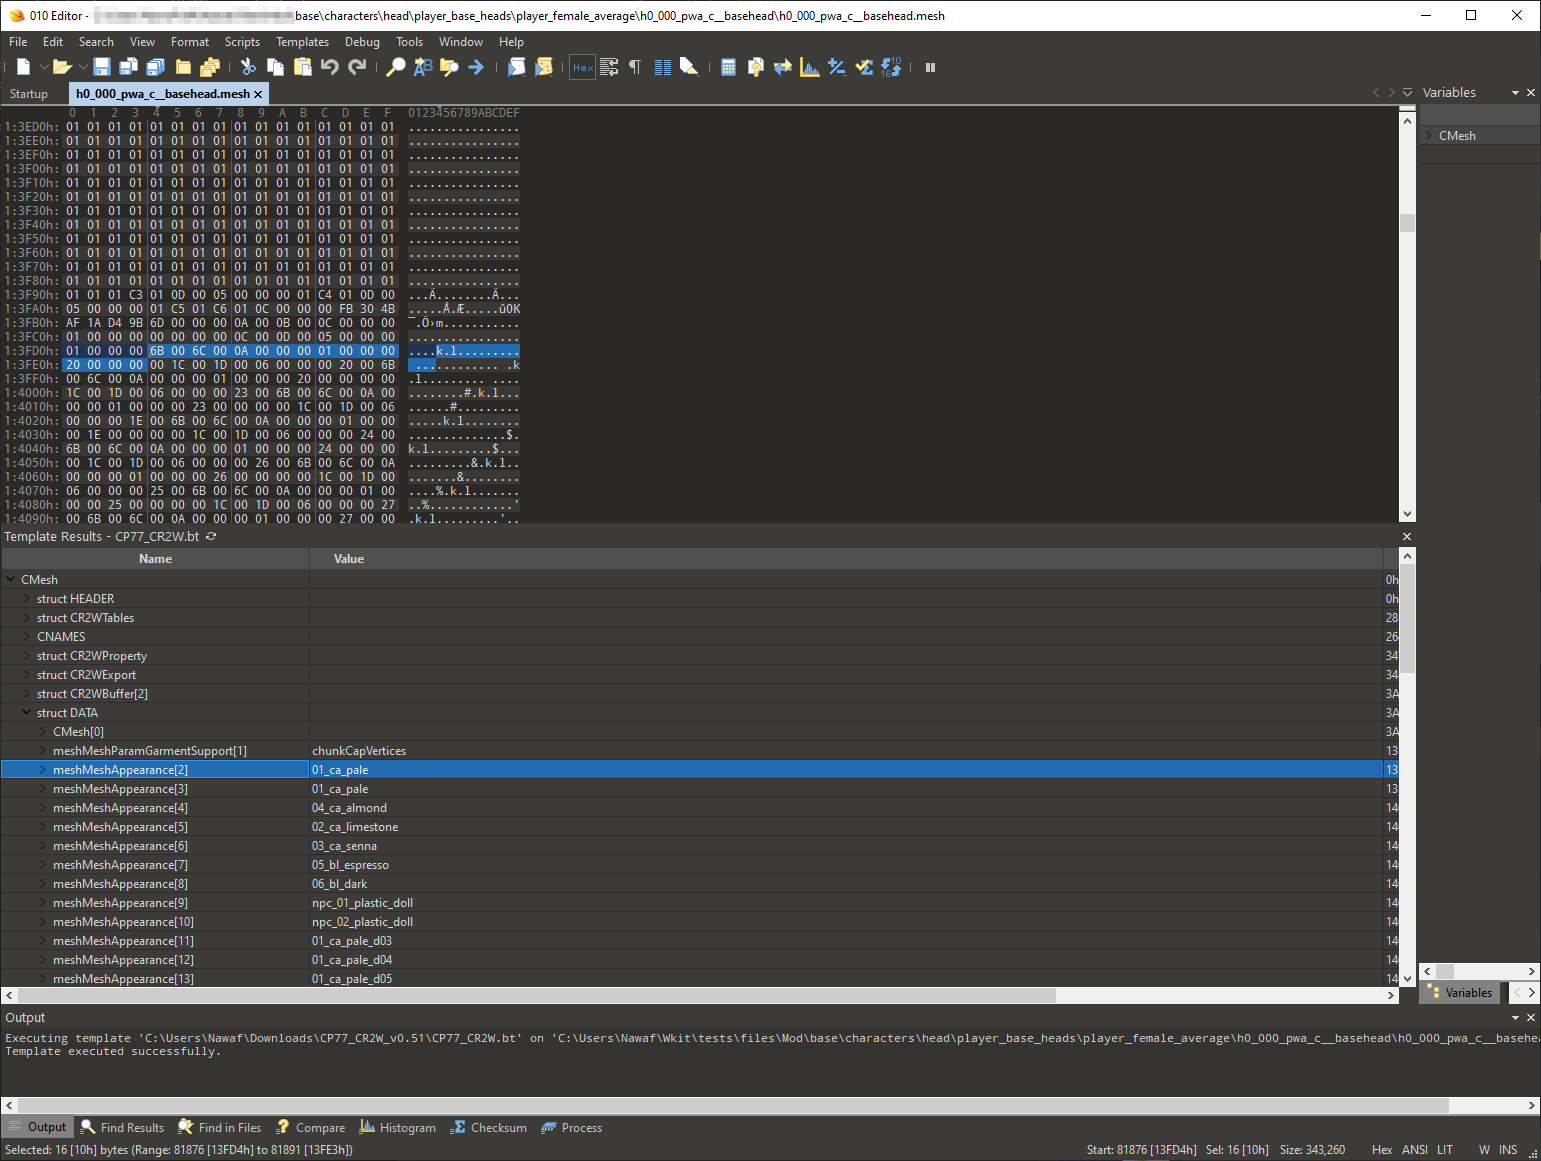 010 Editor - \base\characters\head\player_base_heads\player_female_average\h0_000_pwa_c__basehead\h0_000_pwa_c__basehead.mesh
File Edit Search View Format Scripts Templates Debug Tools Window Help
Hex
Startup h0_000_pwa_c__basehead.mesh Variables
0 1 2 3 4 5 6 7 8 9 A B C D E F 0123456789ABCDEF
1:3ED0h: 01 01 01 01 01 01 01 01 01 01 01 01 01 01 01 01 ................
CMesh
1:3EE0h: 01 01 01 01 01 01 01 01 01 01 01 01 01 01 01 01 ................
1:3EF0h: 01 01 01 01 01 01 01 01 01 01 01 01 01 01 01 01 ................
1:3F00h: 01 01 01 01 01 01 01 01 01 01 01 01 01 01 01 01 ................
1:3F10h: 01 01 01 01 01 01 01 01 01 01 01 01 01 01 01 01 ................
1:3F20h: 01 01 01 01 01 01 01 01 01 01 01 01 01 01 01 01 ................
1:3F30h: 01 01 01 01 01 01 01 01 01 01 01 01 01 01 01 01 ................
1:3F40h: 01 01 01 01 01 01 01 01 01 01 01 01 01 01 01 01 ................
1:3F50h: 01 01 01 01 01 01 01 01 01 01 01 01 01 01 01 01 ................
1:3F60h: 01 01 01 01 01 01 01 01 01 01 01 01 01 01 01 01 ................
1:3F70h: 01 01 01 01 01 01 01 01 01 01 01 01 01 01 01 01 ................
1:3F80h: 01 01 01 01 01 01 01 01 01 01 01 01 01 01 01 01 ................
1:3F90h: 01 01 01 C3 01 0D 00 05 00 00 00 01 C4 01 0D 00 ...Ã........Ä...
1:3FA0h: 05 00 00 00 01 C5 01 C6 01 0C 00 00 00 FB 30 4B .....Å.Æ.....û0K
1:3FB0h: AF 1A D4 9B 6D 00 00 00 0A 00 0B 00 0C 00 00 00 ¯.Ô›m...........
1:3FC0h: 01 00 00 00 00 00 00 00 0C 00 0D 00 05 00 00 00 ................
1:3FD0h: 01 00 00 00 6B 00 6C 00 0A 00 00 00 01 00 00 00 ....k.l.........
1:3FE0h: 20 00 00 00 00 1C 00 1D 00 06 00 00 00 20 00 6B ............ .k
1:3FF0h: 00 6C 00 0A 00 00 00 01 00 00 00 20 00 00 00 00 .l......... ....
1:4000h: 1C 00 1D 00 06 00 00 00 23 00 6B 00 6C 00 0A 00 ........#.k.l...
1:4010h: 00 00 01 00 00 00 23 00 00 00 00 1C 00 1D 00 06 ......#.........
1:4020h: 00 00 00 1E 00 6B 00 6C 00 0A 00 00 00 01 00 00 .....k.l........
1:4030h: 00 1E 00 00 00 00 1C 00 1D 00 06 00 00 00 24 00 ..............$.
1:4040h: 6B 00 6C 00 0A 00 00 00 01 00 00 00 24 00 00 00 k.l.........$...
1:4050h: 00 1C 00 1D 00 06 00 00 00 26 00 6B 00 6C 00 0A .........&.k.l..
1:4060h: 00 00 00 01 00 00 00 26 00 00 00 00 1C 00 1D 00 .......&........
1:4070h: 06 00 00 00 25 00 6B 00 6C 00 0A 00 00 00 01 00 ....%.k.l.......
1:4080h: 00 00 25 00 00 00 00 1C 00 1D 00 06 00 00 00 27 ..%............'
1:4090h: 00 6B 00 6C 00 0A 00 00 00 01 00 00 00 27 00 00 .k.l.........'..
Template Results - CP77_CR2W.bt
Name Value
CMesh 0h
struct HEADER 0h
struct CR2WTables 28
CNAMES 26
struct CR2WProperty 34
struct CR2WExport 34
struct CR2WBuffer[2] 3A
struct DATA 3A
CMesh[0] 3A
meshMeshParamGarmentSupport[1] chunkCapVertices 13
meshMeshAppearance[2] 01_ca_pale 13
meshMeshAppearance[3] 01_ca_pale 13
meshMeshAppearance[4] 04_ca_almond 14
meshMeshAppearance[5] 02_ca_limestone 14
meshMeshAppearance[6] 03_ca_senna 14
meshMeshAppearance[7] 05_bl_espresso 14
meshMeshAppearance[8] 06_bl_dark 14
meshMeshAppearance[9] npc_01_plastic_doll 14
meshMeshAppearance[10] npc_02_plastic_doll 14
meshMeshAppearance[11] 01_ca_pale_d03 14
meshMeshAppearance[12] 01_ca_pale_d04 14
meshMeshAppearance[13] 01_ca_pale_d05 14
Variables
Output
Executing template 'C:\Users\Nawaf\Downloads\CP77_CR2W_v0.51\CP77_CR2W.bt' on 'C:\Users\Nawaf\Wkit\tests\files\Mod\base\characters\head\player_base_heads\player_female_average\h0_000_pwa_c__basehead\h0_000_pwa_c__basehe
Template executed successfully.
Output Find Results Find in Files Compare Histogram Checksum Process
Selected: 16 [10h] bytes (Range: 81876 [13FD4h] to 81891 [13FE3h]) Start: 81876 [13FD4h] Sel: 16 [10h] Size: 343,260 Hex ANSI LIT W INS